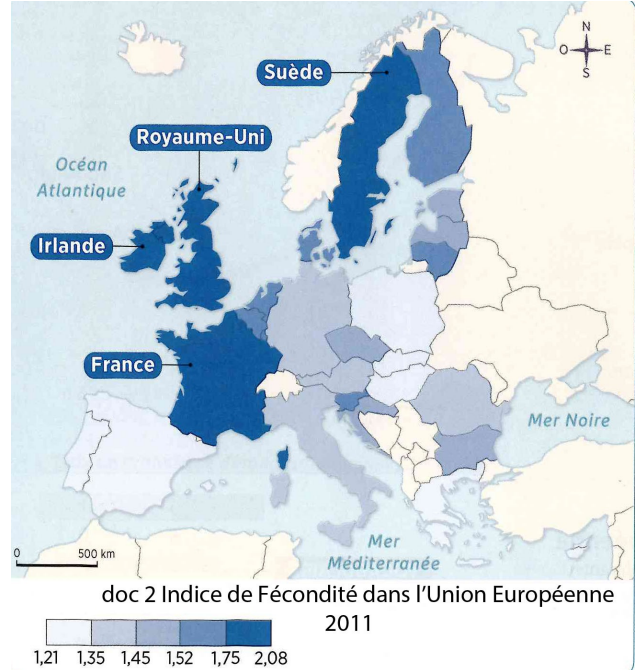 N
O E
S
Suède
Royaume-Uni
Océan
Atlantique
Irlande
France
Mer Noire
0 500 km
Mer
Méditerranée
doc 2 Indice de Fécondité dans l'Union Européenne
2011
1,21 1,35 1,45 1,52 1,75 2,08